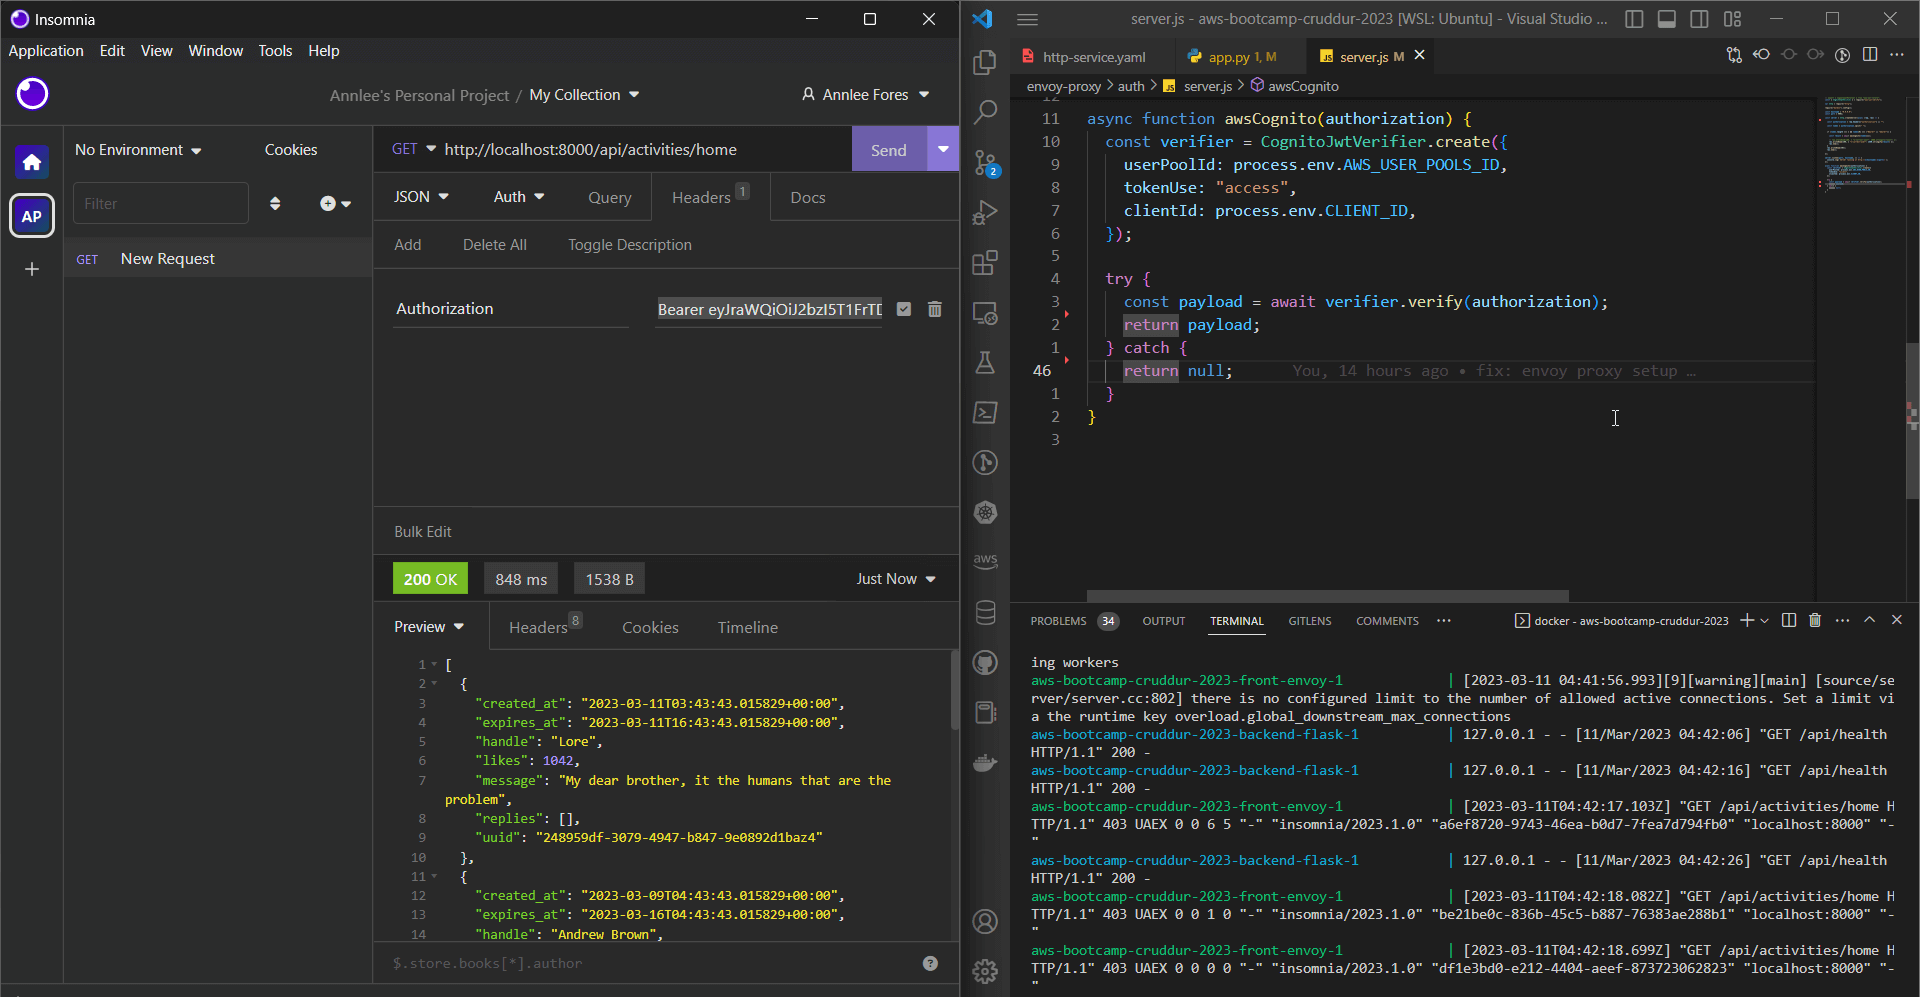 Insomnia
Application Edit View Window Tools Help
Annlee's Personal Project / My Collection
Annlee Fores
No Environment
Cookies
Filter
AP
GET New Request
GET http://localhost:8000/api/activities/home
Send
JSON Auth Query Headers 1 Docs
Add Delete All Toggle Description
Authorization
Bearer eyJraWQiOiJ2bzI5T1FrTD
Bulk Edit
200 OK 848 ms 1538 B Just Now
Preview Headers 8 Cookies Timeline
1 [
2 {
3 "created_at": "2023-03-11T03:43:43.015829+00:00",
4 "expires_at": "2023-03-11T16:43:43.015829+00:00",
5 "handle": "Lore",
6 "likes": 1042,
7 "message": "My dear brother, it the humans that are the
problem",
8 "replies": [],
9 "uuid": "248959df-3079-4947-b847-9e0892d1baz4"
10 },
11 {
12 "created_at": "2023-03-09T04:43:43.015829+00:00",
13 "expires_at": "2023-03-16T04:43:43.015829+00:00",
14 "handle": "Andrew Brown",
$.store.books[*].author
server.js - aws-bootcamp-cruddur-2023 [WSL: Ubuntu] - Visual Studio ...
http-service.yaml
app.py 1, M
JS server.js M
envoy-proxy > auth > JS server.js > awsCognito
2
aws
12
11 async function awsCognito(authorization) {
10 const verifier = CognitoJwtVerifier.create({
9 userPoolId: process.env.AWS_USER_POOLS_ID,
8 tokenUse: "access",
7 clientId: process.env.CLIENT_ID,
6 });
5
4 try {
3 const payload = await verifier.verify(authorization);
2 return payload;
1 } catch {
46 return null; You, 14 hours ago • fix: envoy proxy setup …
1 }
2 }
3
PROBLEMS 34 OUTPUT TERMINAL GITLENS COMMENTS ···
docker - aws-bootcamp-cruddur-2023
ing workers
aws-bootcamp-cruddur-2023-front-envoy-1 | [2023-03-11 04:41:56.993][9][warning][main] [source/se
rver/server.cc:802] there is no configured limit to the number of allowed active connections. Set a limit vi
a the runtime key overload.global_downstream_max_connections
aws-bootcamp-cruddur-2023-backend-flask-1 | 127.0.0.1 - - [11/Mar/2023 04:42:06] "GET /api/health
HTTP/1.1" 200 -
aws-bootcamp-cruddur-2023-backend-flask-1 | 127.0.0.1 - - [11/Mar/2023 04:42:16] "GET /api/health
HTTP/1.1" 200 -
aws-bootcamp-cruddur-2023-front-envoy-1 | [2023-03-11T04:42:17.103Z] "GET /api/activities/home H
TTP/1.1" 403 UAEX 0 0 6 5 "-" "insomnia/2023.1.0" "a6ef8720-9743-46ea-b0d7-7fea7d794fb0" "localhost:8000" "-
"
aws-bootcamp-cruddur-2023-backend-flask-1 | 127.0.0.1 - - [11/Mar/2023 04:42:26] "GET /api/health
HTTP/1.1" 200 -
aws-bootcamp-cruddur-2023-front-envoy-1 | [2023-03-11T04:42:18.082Z] "GET /api/activities/home H
TTP/1.1" 403 UAEX 0 0 1 0 "-" "insomnia/2023.1.0" "be21be0c-836b-45c5-b887-76383ae288b1" "localhost:8000" "-
"
aws-bootcamp-cruddur-2023-front-envoy-1 | [2023-03-11T04:42:18.699Z] "GET /api/activities/home H
TTP/1.1" 403 UAEX 0 0 0 0 "-" "insomnia/2023.1.0" "df1e3bd0-e212-4404-aeef-873723062823" "localhost:8000" "-
"